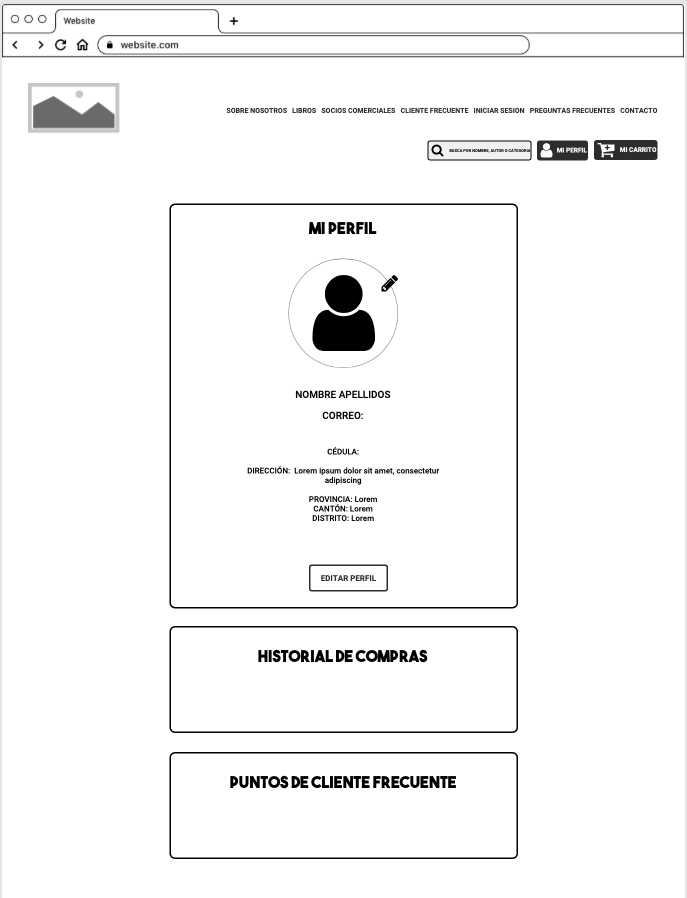 Website
website.com
SOBRE NOSOTROS LIBROS SOCIOS COMERCIALES CLIENTE FRECUENTE INICIAR SESION PREGUNTAS FRECUENTES CONTACTO
BUSCA POR NOMBRE, AUTOR O CATEGORIA
MI PERFIL
MI CARRITO
MI PERFIL
NOMBRE APELLIDOS
CORREO:
CÉDULA:
DIRECCIÓN: Lorem ipsum dolor sit amet, consectetur
adipiscing
PROVINCIA: Lorem
CANTÓN: Lorem
DISTRITO: Lorem
EDITAR PERFIL
HISTORIAL DE COMPRAS
PUNTOS DE CLIENTE FRECUENTE